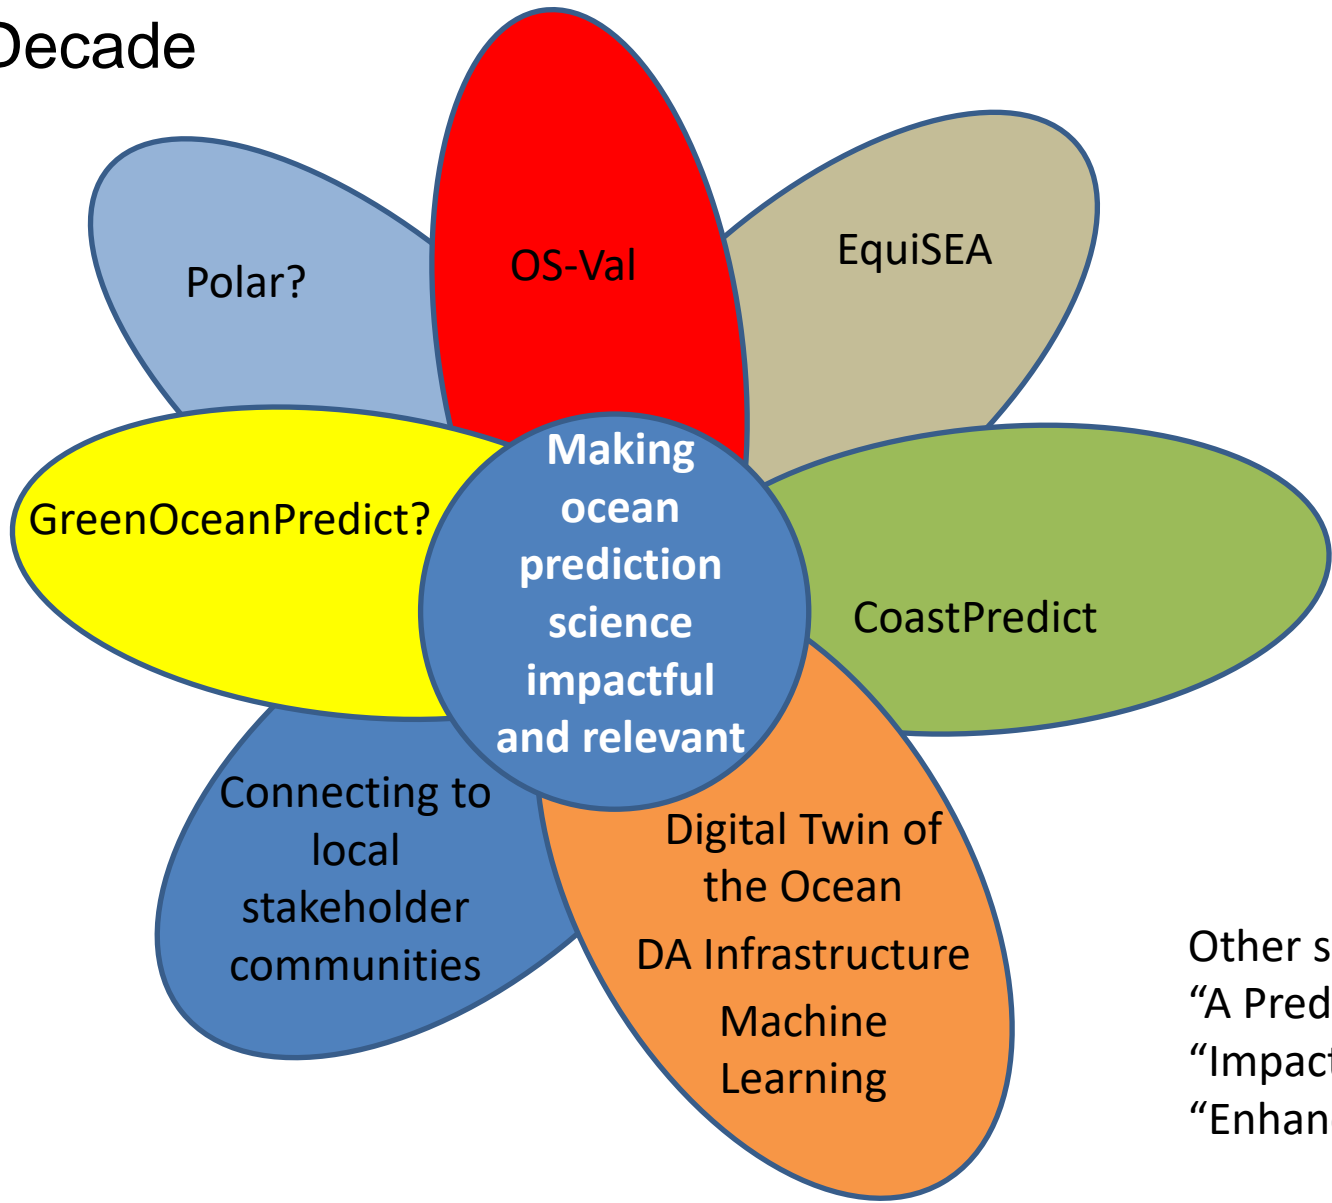 Decade
OS-Val
EquiSEA
Polar?
Making
ocean
prediction
science
impactful
and relevant
GreenOceanPredict?
CoastPredict
Connecting to
local
stakeholder
communities
Digital Twin of
the Ocean
DA Infrastructure
Machine
Learning
Other
“A